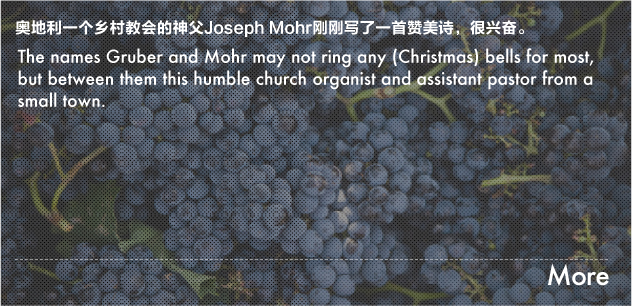 奥地利一个乡村教会的神父Joseph Mohr刚刚写了一首赞美诗，很兴奋。
The names Gruber and Mohr may not ring any (Christmas) bells for most,
but between them this humble church organist and assistant pastor from a
small town.
More